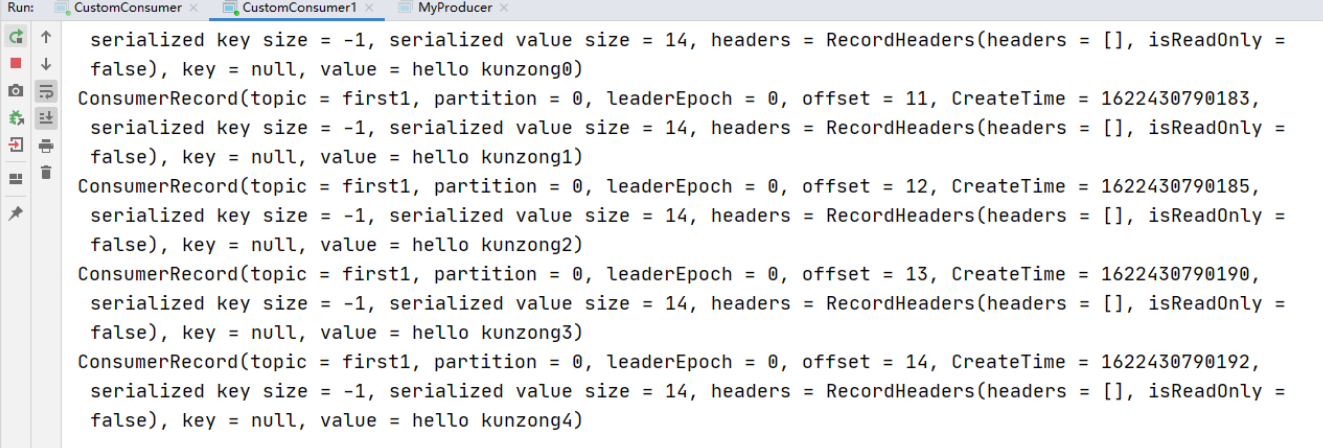 Run: CustomConsumer CustomConsumer1 MyProducer
serialized key size = -1, serialized value size = 14, headers = RecordHeaders(headers = [], isReadOnly =
false), key = null, value = hello kunzong0)
ConsumerRecord(topic = first1, partition = 0, leaderEpoch = 0, offset = 11, CreateTime = 1622430790183,
serialized key size = -1, serialized value size = 14, headers = RecordHeaders(headers = [], isReadOnly =
false), key = null, value = hello kunzong1)
ConsumerRecord(topic = first1, partition = 0, leaderEpoch = 0, offset = 12, CreateTime = 1622430790185,
serialized key size = -1, serialized value size = 14, headers = RecordHeaders(headers = [], isReadOnly =
false), key = null, value = hello kunzong2)
ConsumerRecord(topic = first1, partition = 0, leaderEpoch = 0, offset = 13, CreateTime = 1622430790190,
serialized key size = -1, serialized value size = 14, headers = RecordHeaders(headers = [], isReadOnly =
false), key = null, value = hello kunzong3)
ConsumerRecord(topic = first1, partition = 0, leaderEpoch = 0, offset = 14, CreateTime = 1622430790192,
serialized key size = -1, serialized value size = 14, headers = RecordHeaders(headers = [], isReadOnly =
false), key = null, value = hello kunzong4)